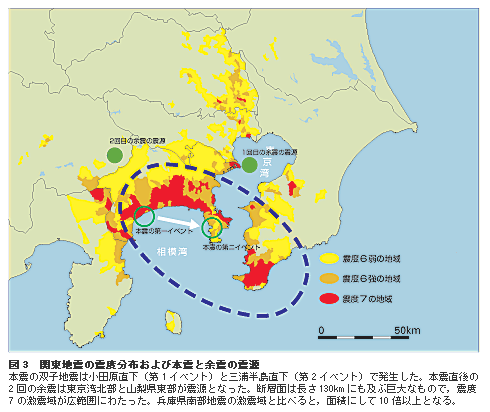 2回目の余震の震源
1回目の余震の震源
東京湾
本震の第一イベント
本震の第二イベント
相模湾
震度6弱の地域
震度6強の地域
震度7の地域
0 50km
図3 関東地震の震度分布および本震と余震の震源
本震の双子地震は小田原直下（第1イベント）と三浦半島直下（第2イベント）で発生した。本震直後の
2回の余震は東京湾北部と山梨県東部が震源となった。断層面は長さ130kmにも及ぶ巨大なもので，震度
7の激震域が広範囲にわたった。兵庫県南部地震の激震域と比べると，面積にして10倍以上となる。